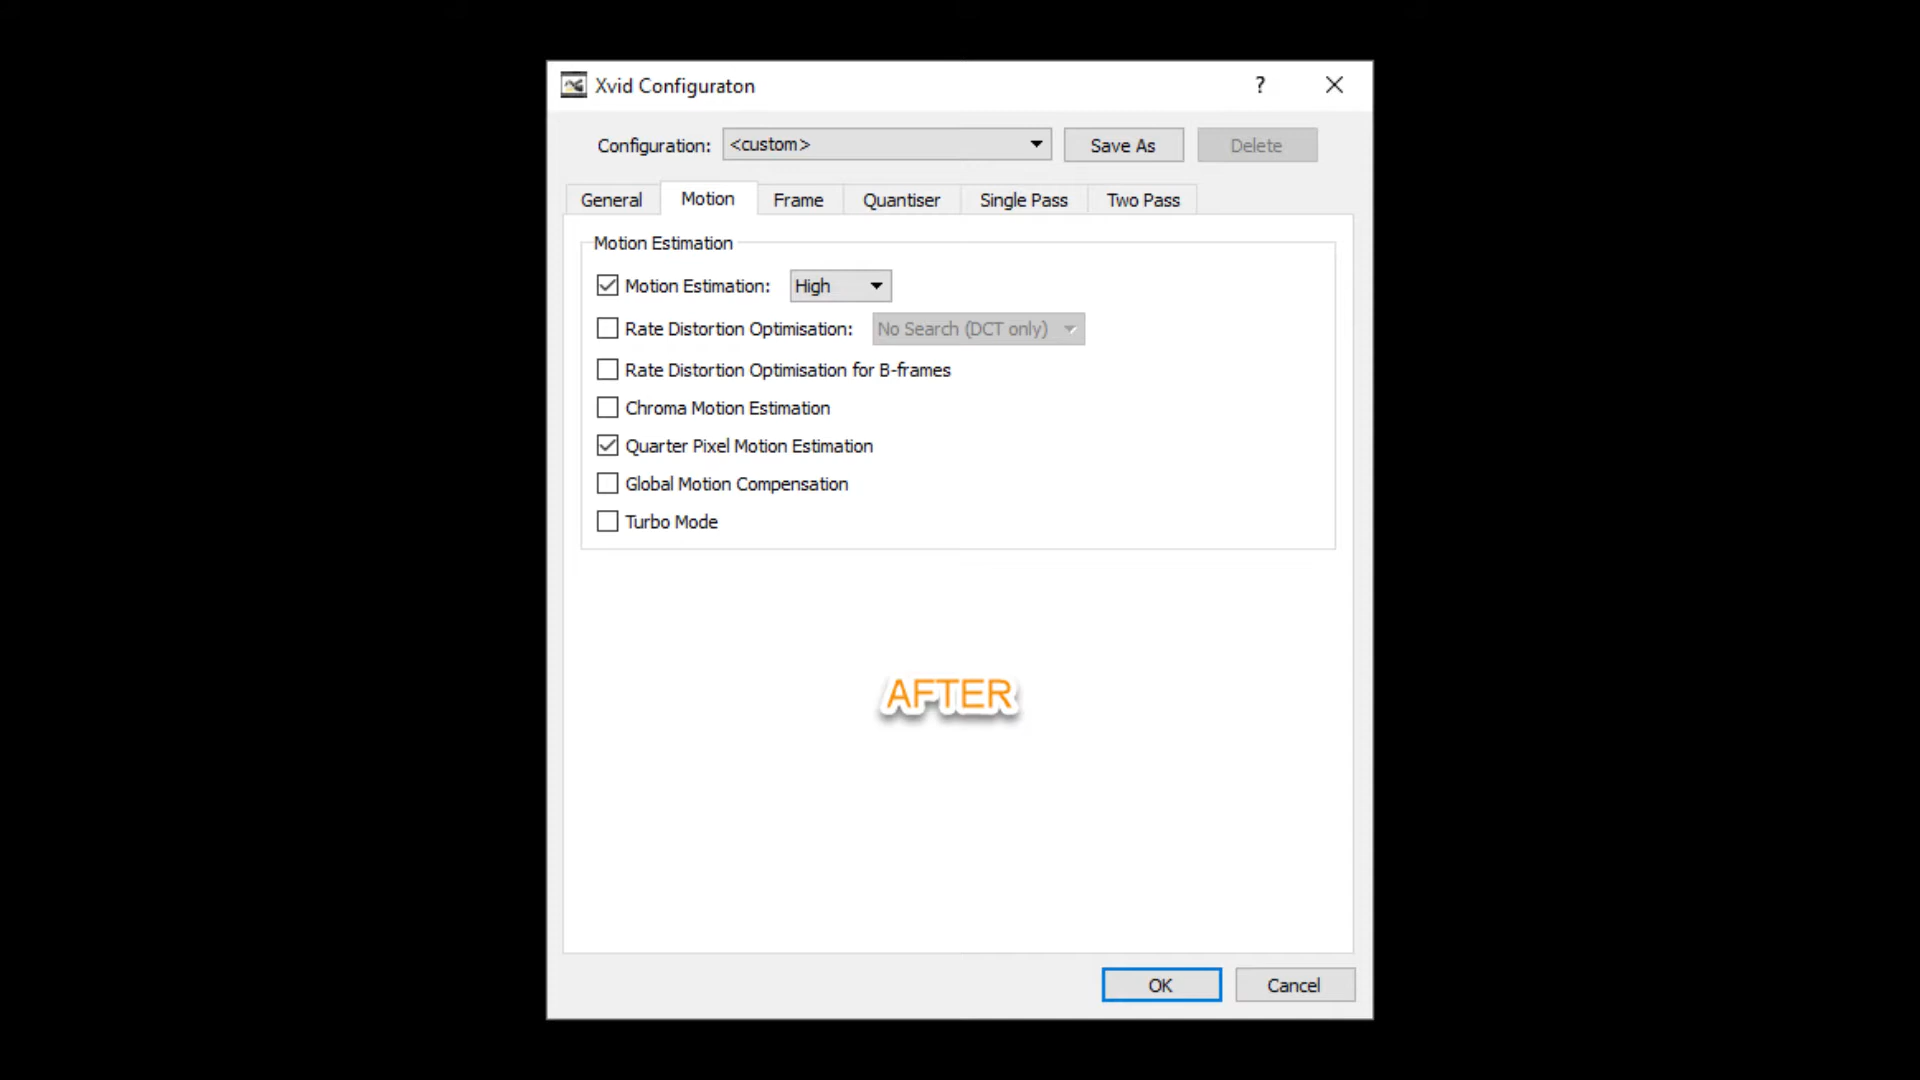 Xvid Configuraton ?
Configuration: <custom> Save As Delete
General Motion Frame Quantiser Single Pass Two Pass
Motion Estimation
Motion Estimation: High
Rate Distortion Optimisation: No Search (DCT only)
Rate Distortion Optimisation for B-frames
Chroma Motion Estimation
Quarter Pixel Motion Estimation
Global Motion Compensation
Turbo Mode
AFTER
OK Cancel